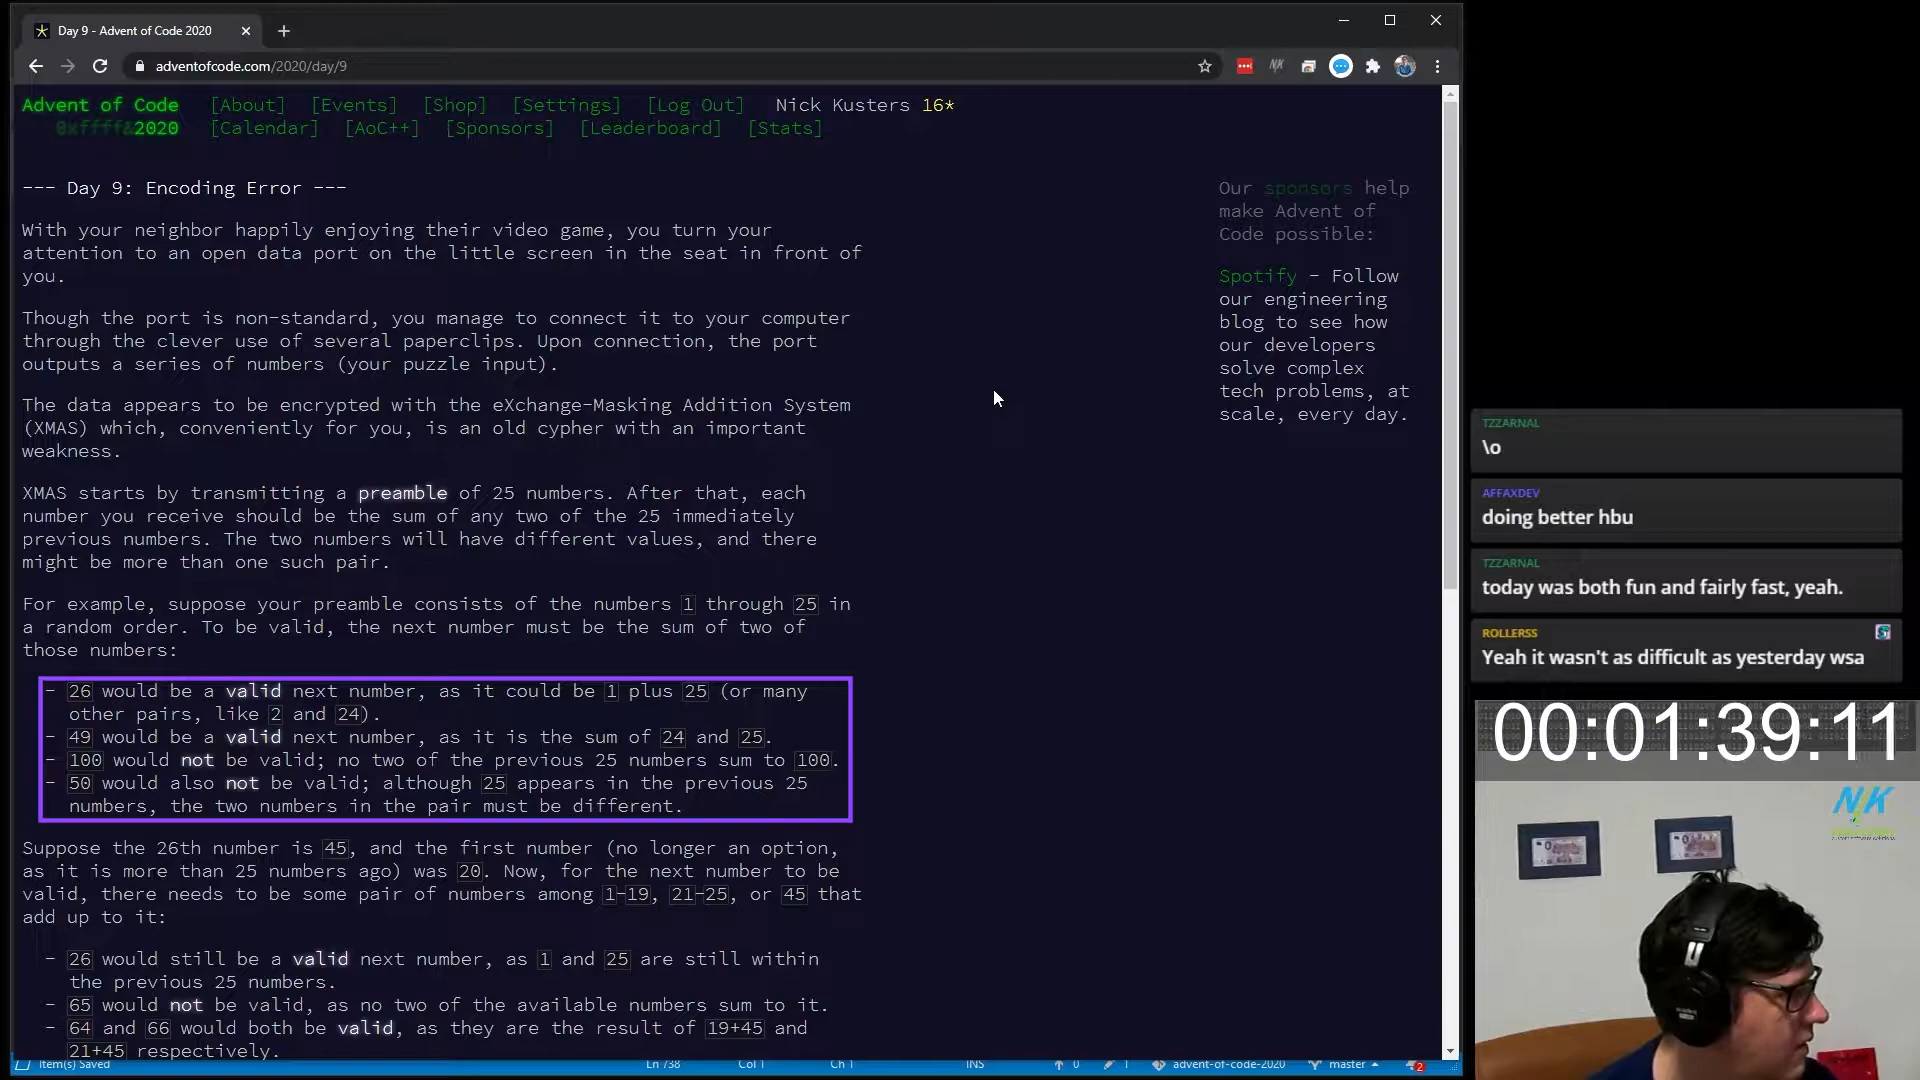 Day 9 - Advent of Code 2020
adventofcode.com/2020/day/9
Advent of Code [About] [Events] [Shop] [Settings] [Log Out] Nick Kusters 16*
0xffff&2020 [Calendar] [AoC++] [Sponsors] [Leaderboard] [Stats]
--- Day 9: Encoding Error ---
With your neighbor happily enjoying their video game, you turn your
attention to an open data port on the little screen in the seat in front of
you.
Though the port is non-standard, you manage to connect it to your computer
through the clever use of several paperclips. Upon connection, the port
outputs a series of numbers (your puzzle input).
The data appears to be encrypted with the eXchange-Masking Addition System
(XMAS) which, conveniently for you, is an old cypher with an important
weakness.
XMAS starts by transmitting a preamble of 25 numbers. After that, each
number you receive should be the sum of any two of the 25 immediately
previous numbers. The two numbers will have different values, and there
might be more than one such pair.
For example, suppose your preamble consists of the numbers 1 through 25 in
a random order. To be valid, the next number must be the sum of two of
those numbers:
- 26 would be a valid next number, as it could be 1 plus 25 (or many
other pairs, like 2 and 24).
- 49 would be a valid next number, as it is the sum of 24 and 25.
- 100 would not be valid; no two of the previous 25 numbers sum to 100.
- 50 would also not be valid; although 25 appears in the previous 25
numbers, the two numbers in the pair must be different.
Suppose the 26th number is 45, and the first number (no longer an option,
as it is more than 25 numbers ago) was 20. Now, for the next number to be
valid, there needs to be some pair of numbers among 1-19, 21-25, or 45 that
add up to it:
- 26 would still be a valid next number, as 1 and 25 are still within
the previous 25 numbers.
- 65 would not be valid, as no two of the available numbers sum to it.
- 64 and 66 would both be valid, as they are the result of 19+45 and
21+45 respectively.
Our sponsors help
make Advent of
Code possible:
Spotify - Follow
our engineering
blog to see how
our developers
solve complex
tech problems, at
scale, every day.
Item(s) Saved Ln 738 Col 1 Ch 1 INS 0 1 advent-of-code-2020 master 2
TZZARNAL
\o
AFFAXDEV
doing better hbu
TZZARNAL
today was both fun and fairly fast, yeah.
ROLLERSS
Yeah it wasn't as difficult as yesterday wsa
00:01:39:11
NK